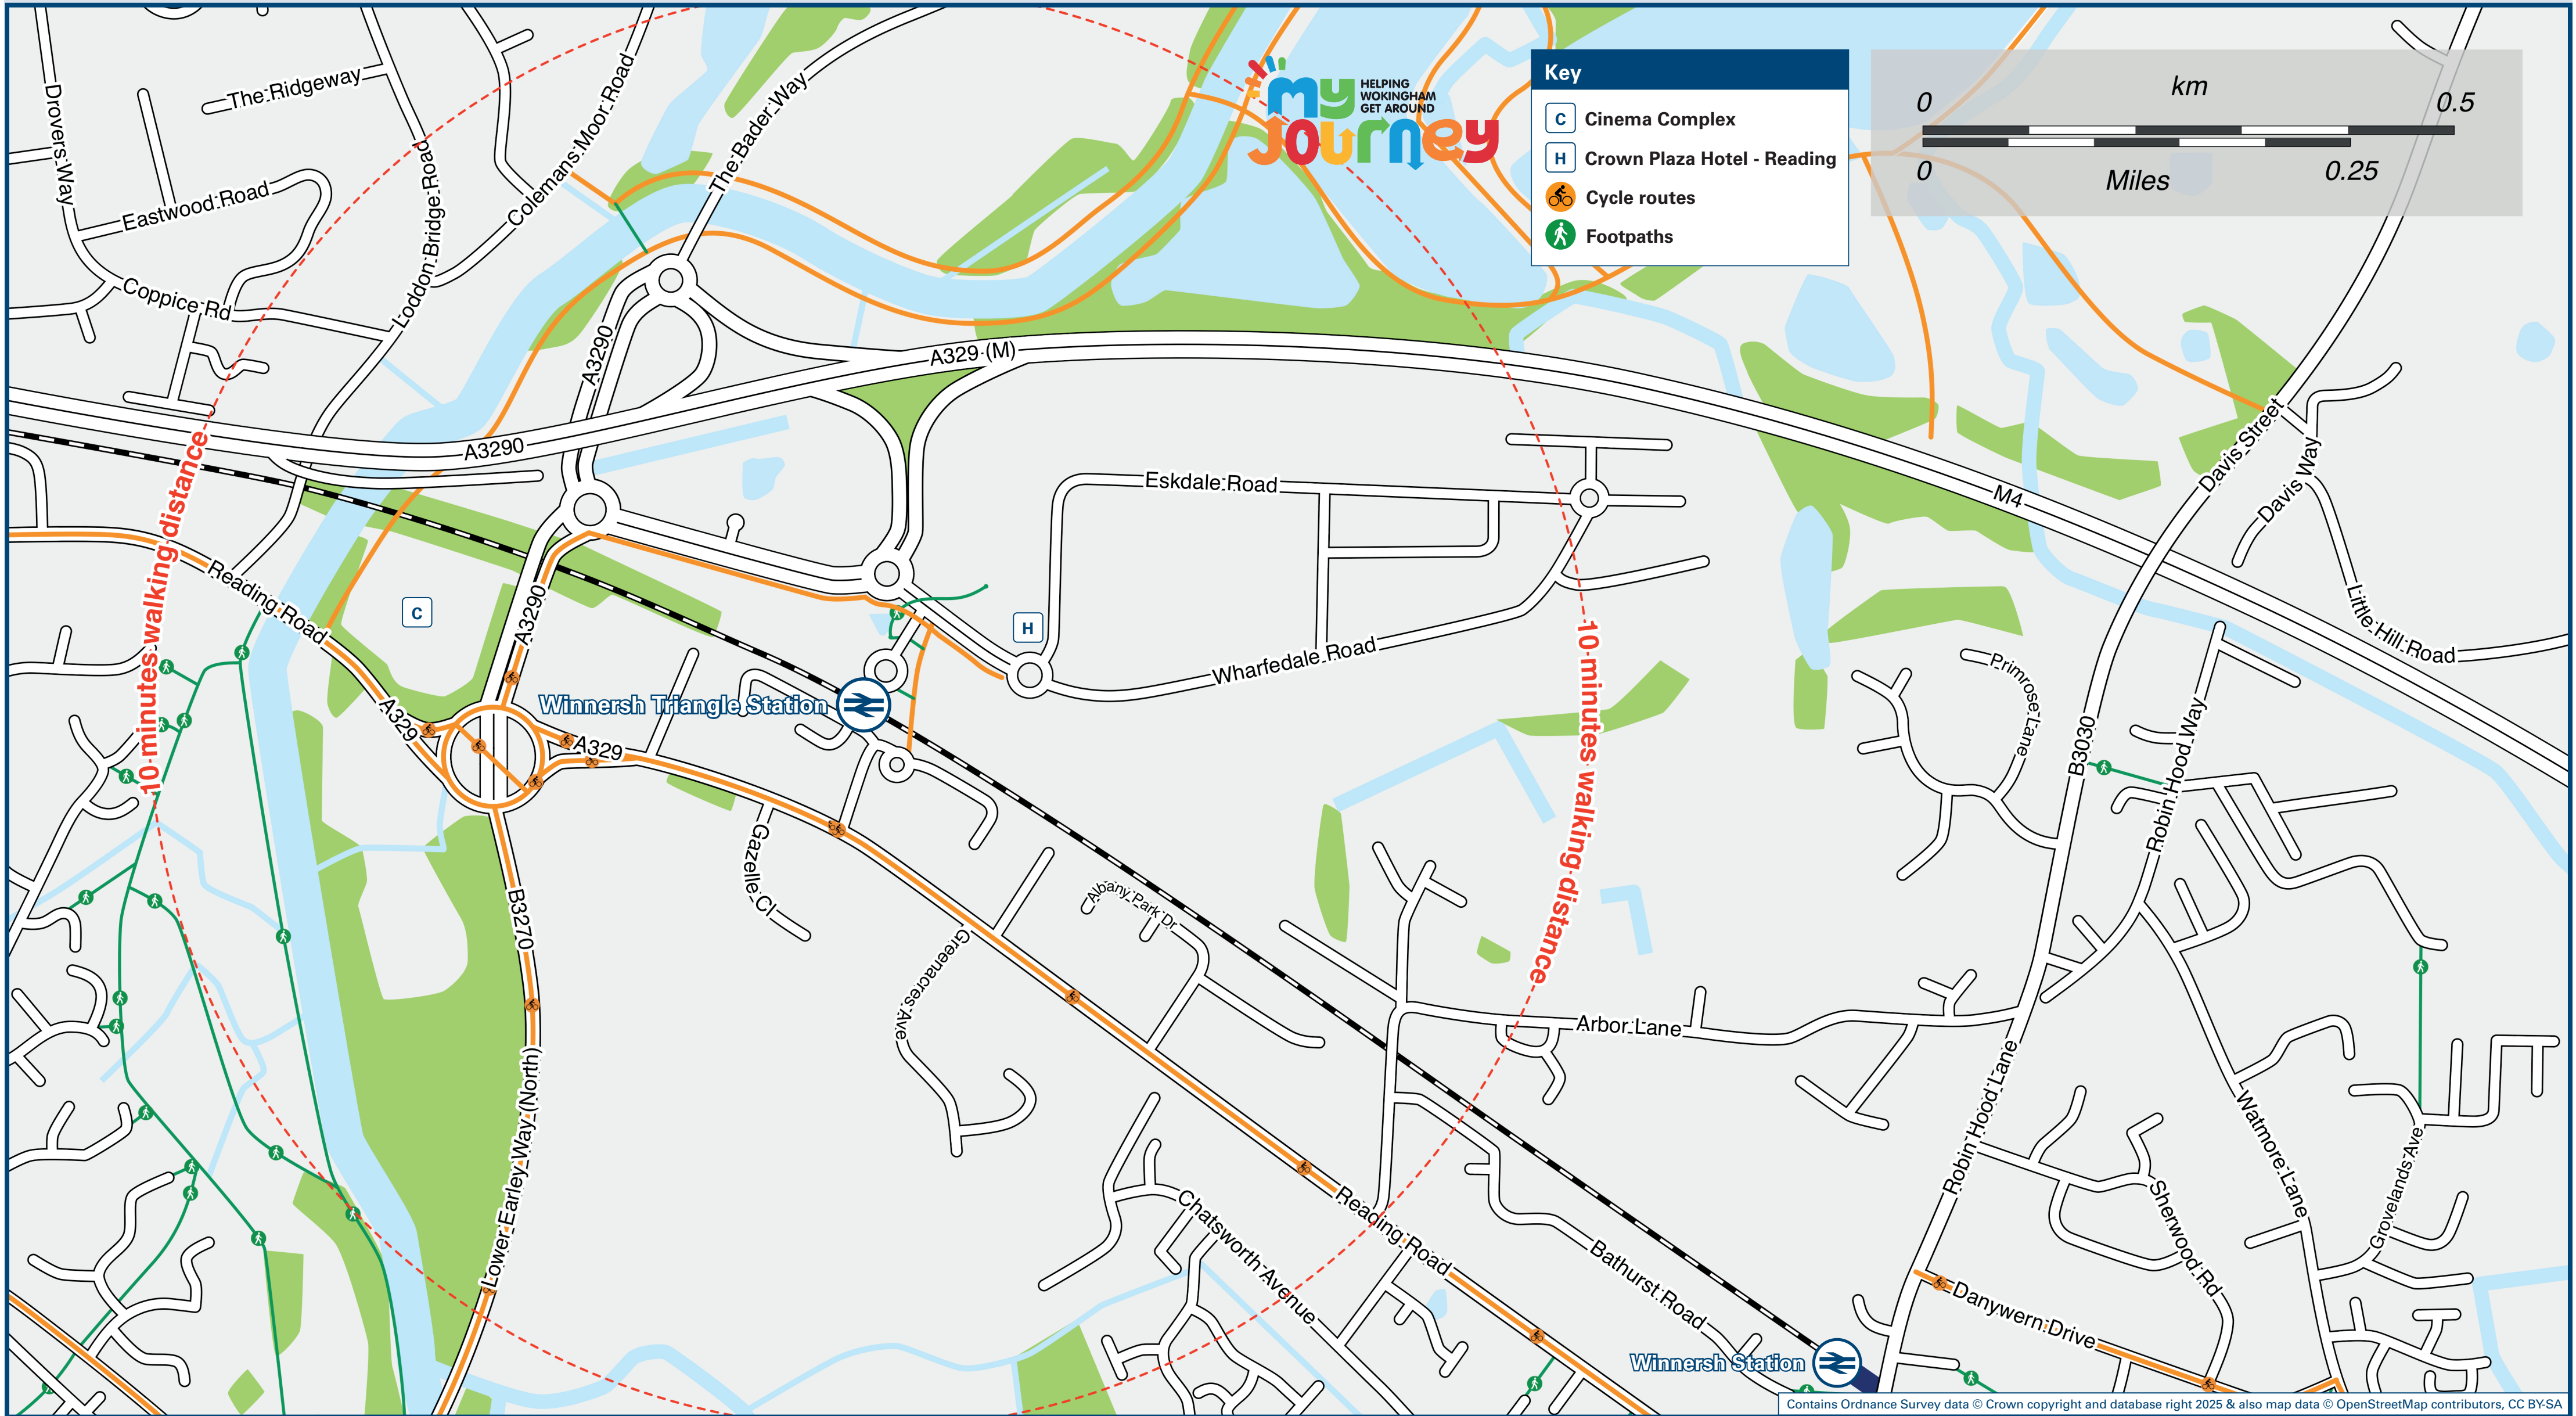 my
HELPING
WOKINGHAM
GET AROUND
JOURNEY
Key
C Cinema Complex
H Crown Plaza Hotel - Reading
Cycle routes
Footpaths
km
0 0.5
0 0.25
Miles
Drovers Way
The Ridgeway
Eastwood Road
Coppice Rd
Loddon Bridge Road
Colemans Moor Road
The Bader Way
A3290
A329 (M)
A3290
M4
10 minutes walking distance
Reading Road
C
A3290
A329
A329
Winnersh Triangle Station
H
Eskdale Road
Wharfedale Road
10 minutes walking distance
Davis Street
Davis Way
Little Hill Road
Primrose Lane
B3030
Robin Hood Way
Gazelle Cl
B3270
Greenacres Ave
Albany Park Dr
Arbor Lane
Robin Hood Lane
Watmore Lane
Grovelands Ave
Sherwood Rd
Lower Earley Way (North)
Chatsworth Avenue
Reading Road
Bathurst Road
Danywern Drive
Winnersh Station
Contains Ordnance Survey data © Crown copyright and database right 2025 & also map data © OpenStreetMap contributors, CC BY-SA